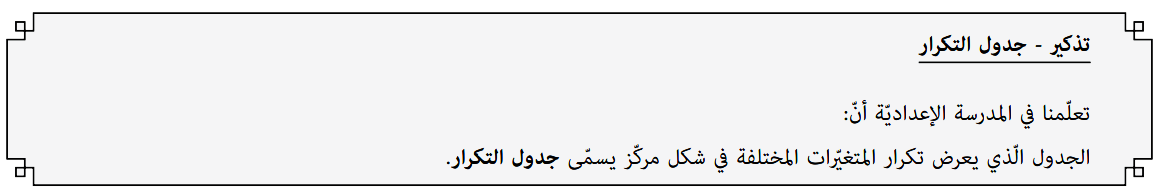 تذكير - جدول التكرار
تعلّمنا في المدرسة الإعداديّة أنّ:
الجدول الّذي يعرض تكرار المتغيّرات المختلفة في شكل مركّز يسمّى جدول التكرار.